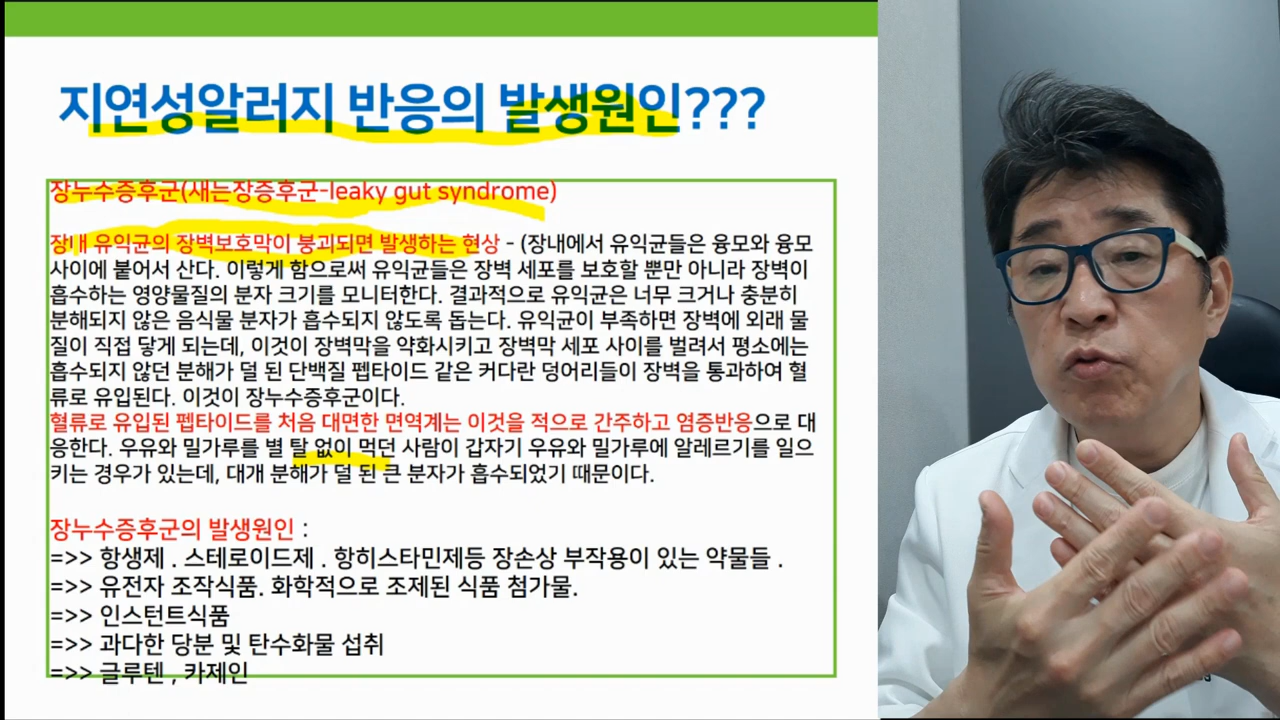 지연성알러지 반응의 발생원인???
장누수증후군(새는장증후군-leaky gut syndrome)
장내 유익균의 장벽보호막이 붕괴되면 발생하는 현상 - (장내에서 유익균들은 융모와 융모
사이에 붙어서 산다. 이렇게 함으로써 유익균들은 장벽 세포를 보호할 뿐만 아니라 장벽이
흡수하는 영양물질의 분자 크기를 모니터한다. 결과적으로 유익균은 너무 크거나 충분히
분해되지 않은 음식물 분자가 흡수되지 않도록 돕는다. 유익균이 부족하면 장벽에 외래 물
질이 직접 닿게 되는데, 이것이 장벽막을 약화시키고 장벽막 세포 사이를 벌려서 평소에는
흡수되지 않던 분해가 덜 된 단백질 펩타이드 같은 커다란 덩어리들이 장벽을 통과하여 혈
류로 유입된다. 이것이 장누수증후군이다.
혈류로 유입된 펩타이드를 처음 대면한 면역계는 이것을 적으로 간주하고 염증반응으로 대
응한다. 우유와 밀가루를 별 탈 없이 먹던 사람이 갑자기 우유와 밀가루에 알레르기를 일으
키는 경우가 있는데, 대개 분해가 덜 된 큰 분자가 흡수되었기 때문이다.
장누수증후군의 발생원인 :
=>> 항생제 . 스테로이드제 . 항히스타민제등 장손상 부작용이 있는 약물들 .
=>> 유전자 조작식품. 화학적으로 조제된 식품 첨가물.
=>> 인스턴트식품
=>> 과다한 당분 및 탄수화물 섭취
=>> 글루텐 , 카제인